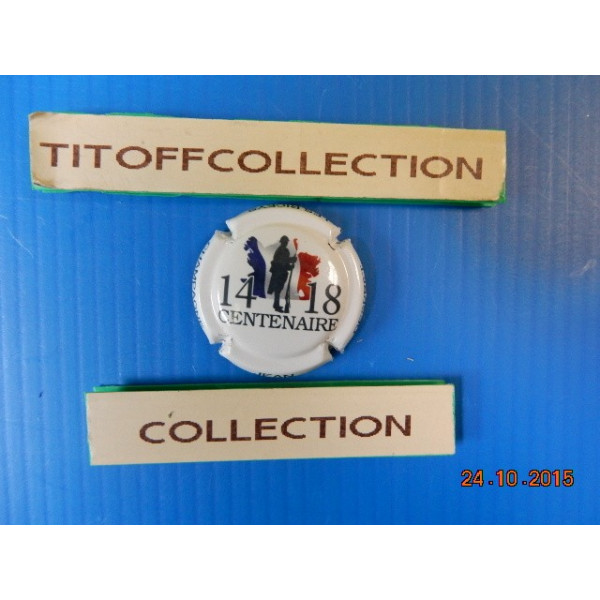 TITOFFCOLLECTION
14 18
CENTENAIRE
COLLECTION
24.10.2015